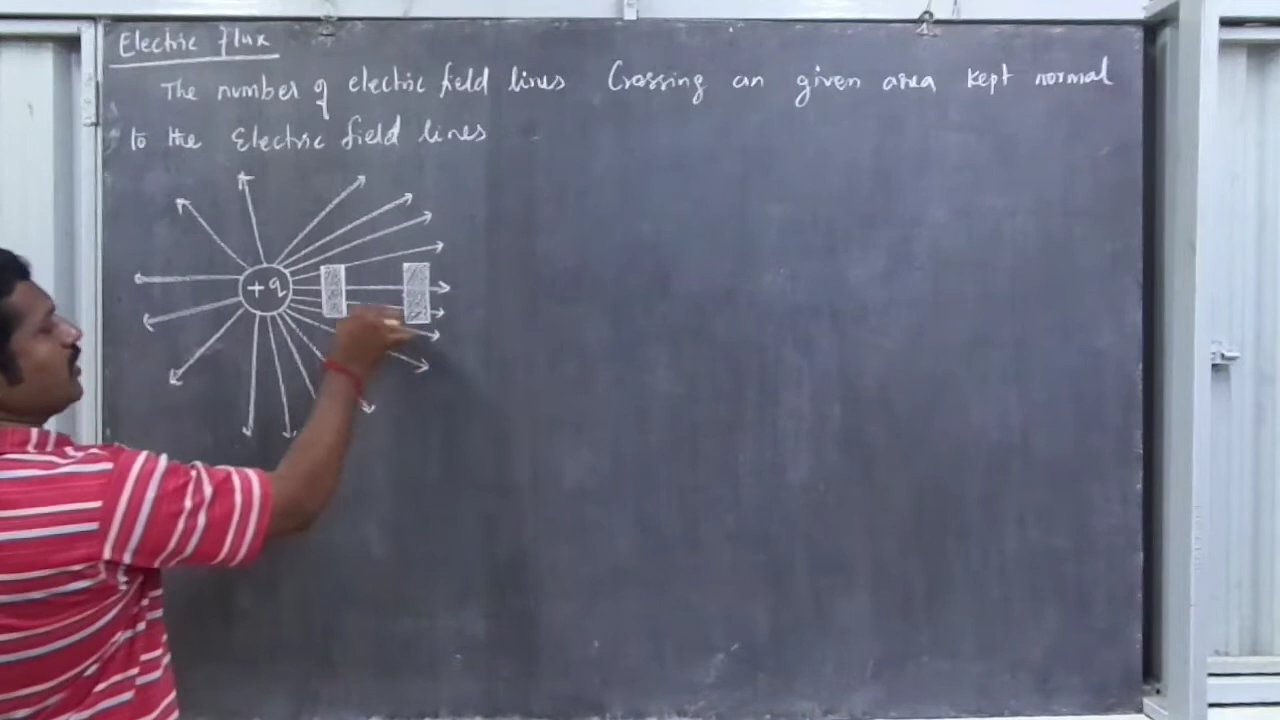 Electric flux
The number of electric field lines Crossing an given area kept normal
to the Electric field lines
+q